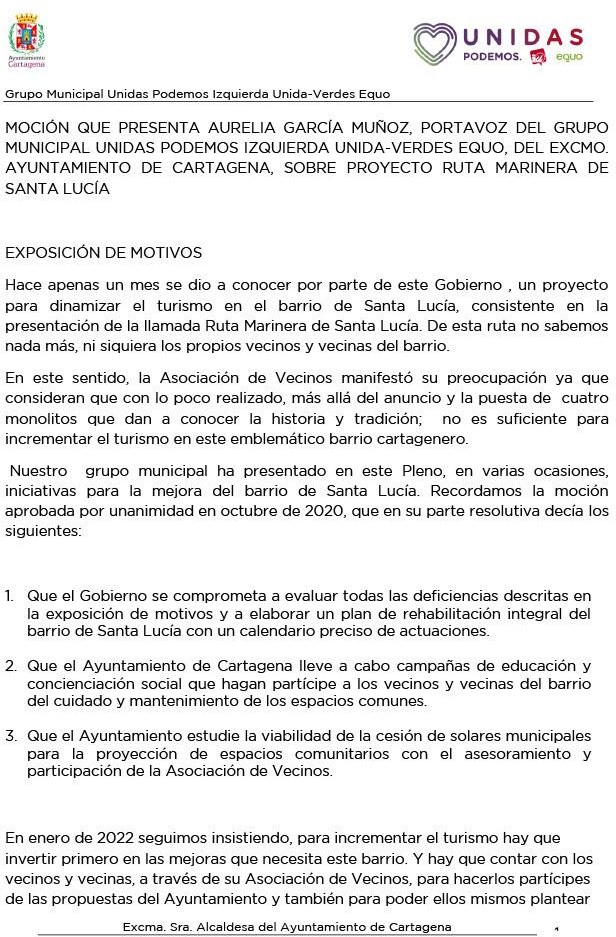 UNIDAS
PODEMOS. equo
Ayuntamiento
Cartagena
Grupo Municipal Unidas Podemos Izquierda Unida-Verdes Equo
MOCIÓN QUE PRESENTA AURELIA GARCÍA MUÑOZ, PORTAVOZ DEL GRUPO
MUNICIPAL UNIDAS PODEMOS IZQUIERDA UNIDA-VERDES EQUO, DEL EXCMO.
AYUNTAMIENTO DE CARTAGENA, SOBRE PROYECTO RUTA MARINERA DE
SANTA LUCÍA
EXPOSICIÓN DE MOTIVOS
Hace apenas un mes se dio a conocer por parte de este Gobierno , un proyecto
para dinamizar el turismo en el barrio de Santa Lucía, consistente en la
presentación de la llamada Ruta Marinera de Santa Lucía. De esta ruta no sabemos
nada más, ni siquiera los propios vecinos y vecinas del barrio.
En este sentido, la Asociación de Vecinos manifestó su preocupación ya que
consideran que con lo poco realizado, más allá del anuncio y la puesta de cuatro
monolitos que dan a conocer la historia y tradición; no es suficiente para
incrementar el turismo en este emblemático barrio cartagenero.
Nuestro grupo municipal ha presentado en este Pleno, en varias ocasiones,
iniciativas para la mejora del barrio de Santa Lucía. Recordamos la moción
aprobada por unanimidad en octubre de 2020, que en su parte resolutiva decía los
siguientes:
1. Que el Gobierno se comprometa a evaluar todas las deficiencias descritas en
la exposición de motivos y a elaborar un plan de rehabilitación integral del
barrio de Santa Lucía con un calendario preciso de actuaciones.
2. Que el Ayuntamiento de Cartagena lleve a cabo campañas de educación y
concienciación social que hagan partícipe a los vecinos y vecinas del barrio
del cuidado y mantenimiento de los espacios comunes.
3. Que el Ayuntamiento estudie la viabilidad de la cesión de solares municipales
para la proyección de espacios comunitarios con el asesoramiento y
participación de la Asociación de Vecinos.
En enero de 2022 seguimos insistiendo, para incrementar el turismo hay que
invertir primero en las mejoras que necesita este barrio. Y hay que contar con los
vecinos y vecinas, a través de su Asociación de Vecinos, para hacerlos partícipes
de las propuestas del Ayuntamiento y también para poder ellos mismos plantear
Excma. Sra. Alcaldesa del Ayuntamiento de Cartagena 1